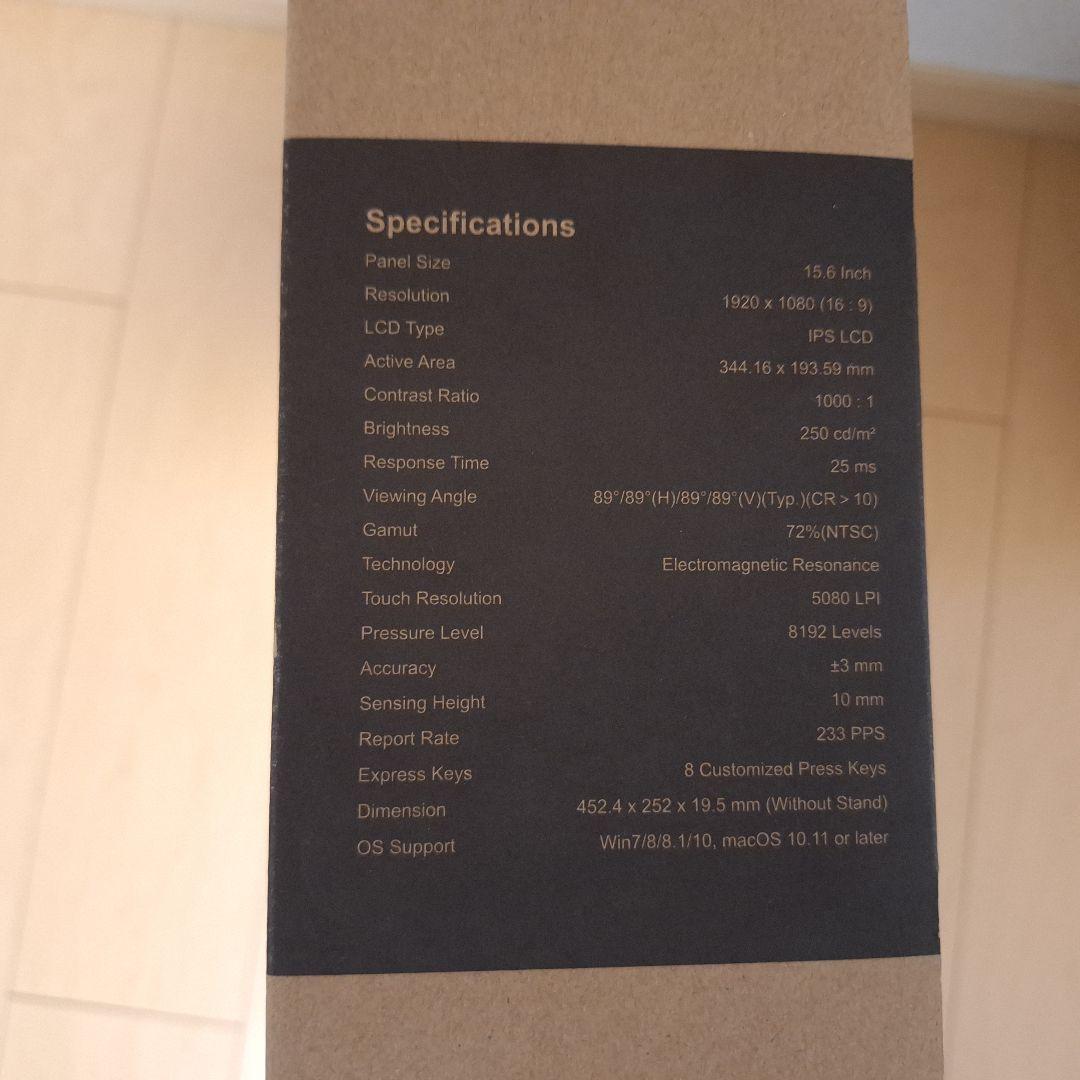 Specifications
Panel Size 15.6 Inch
Resolution 1920 x 1080 (16 : 9)
LCD Type IPS LCD
Active Area 344.16 x 193.59 mm
Contrast Ratio 1000 : 1
Brightness 250 cd/m²
Response Time 25 ms
Viewing Angle 89°/89°(H)/89°/89°(V)(Typ.)(CR > 10)
Gamut 72%(NTSC)
Technology Electromagnetic Resonance
Touch Resolution 5080 LPI
Pressure Level 8192 Levels
Accuracy ±3 mm
Sensing Height 10 mm
Report Rate 233 PPS
Express Keys 8 Customized Press Keys
Dimension 452.4 x 252 x 19.5 mm (Without Stand)
OS Support Win7/8/8.1/10, macOS 10.11 or later